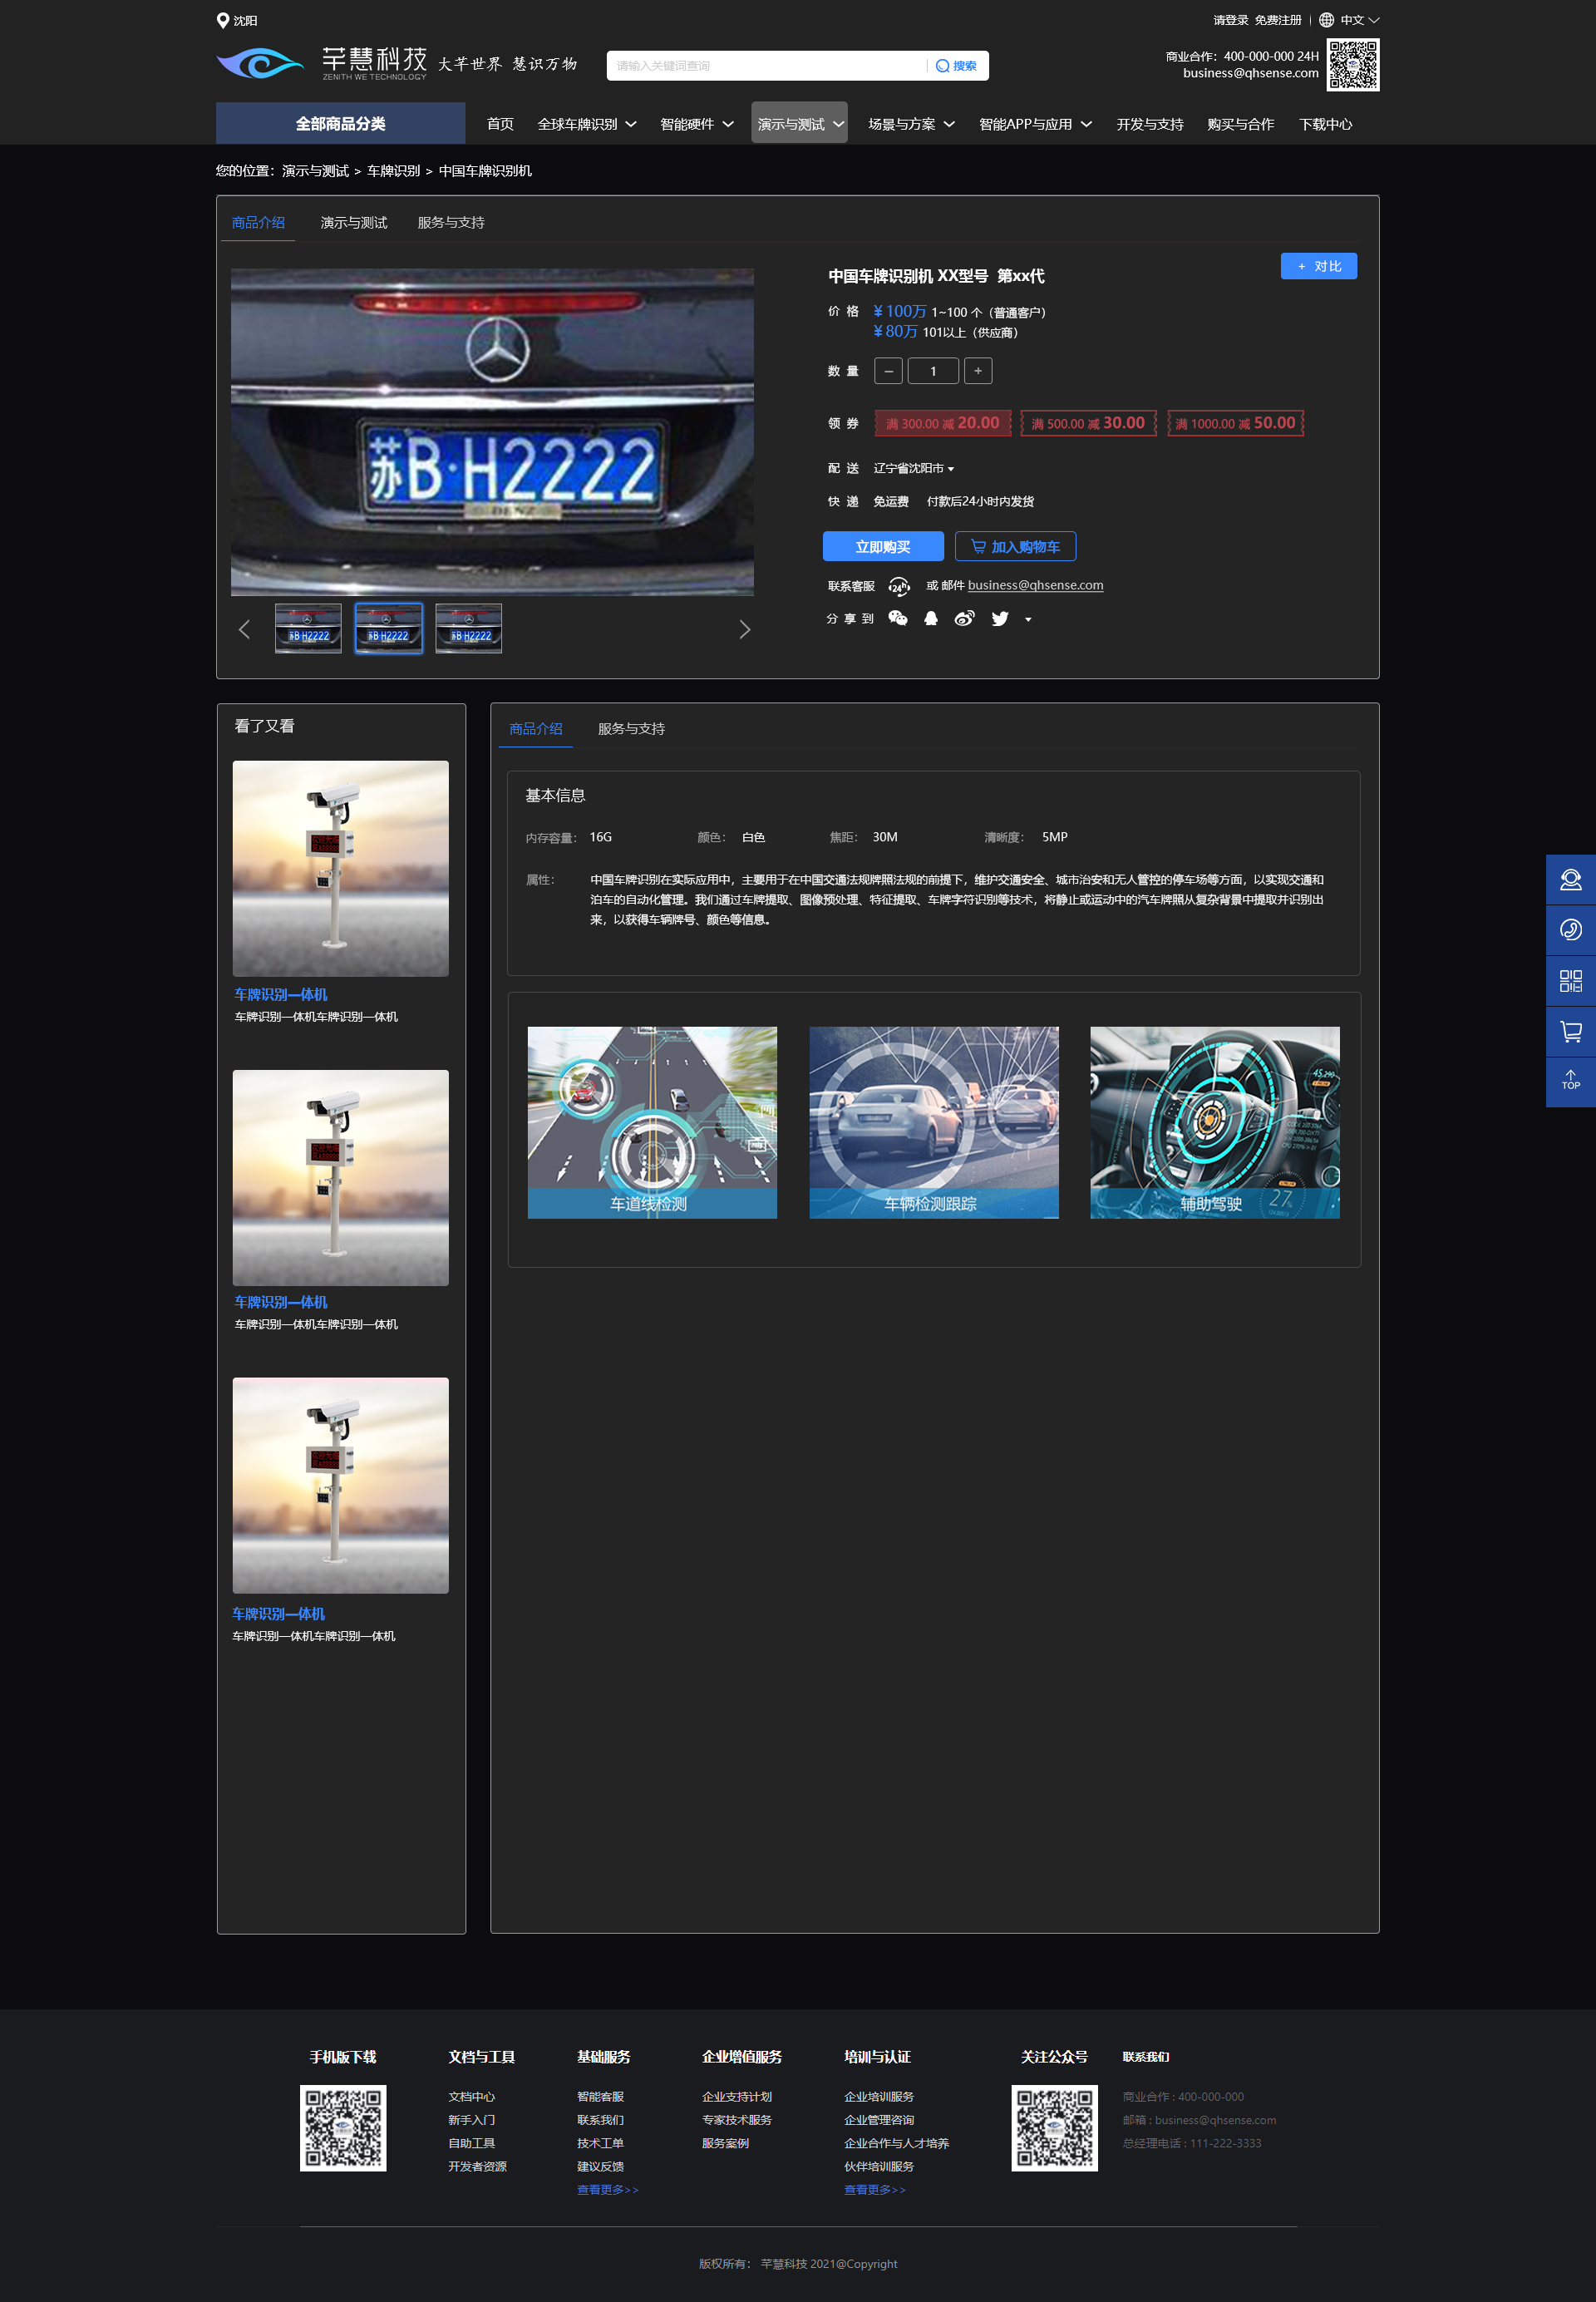 沈阳
请登录 免费注册 中文
芊慧科技
ZENITH WE TECHNOLOGY
大芊世界 慧识万物
请输入关键词查询
搜索
商业合作：400-000-000 24H
business@qhsense.com
全部商品分类
首页 全球车牌识别 智能硬件 演示与测试 场景与方案 智能APP与应用 开发与支持 购买与合作 下载中心
您的位置：演示与测试 > 车牌识别 > 中国车牌识别机
商品介绍 演示与测试 服务与支持
苏B·H2222
苏B·H2222
苏B·H2222
苏B·H2222
中国车牌识别机 XX型号 第xx代
+ 对比
价 格 ¥100万 1~100 个（普通客户）
¥80万 101以上（供应商）
数 量 — 1 +
领 券 满 300.00 减 20.00 满 500.00 减 30.00 满 1000.00 减 50.00
配 送 辽宁省沈阳市
快 递 免运费 付款后24小时内发货
立即购买 加入购物车
联系客服 24h 或 邮件 business@qhsense.com
分 享 到
看了又看
车牌识别一体机
车牌识别一体机车牌识别一体机
车牌识别一体机
车牌识别一体机车牌识别一体机
车牌识别一体机
车牌识别一体机车牌识别一体机
商品介绍 服务与支持
基本信息
内存容量： 16G 颜色： 白色 焦距： 30M 清晰度： 5MP
属性： 中国车牌识别在实际应用中，主要用于在中国交通法规牌照法规的前提下，维护交通安全、城市治安和无人管控的停车场等方面，以实现交通和
泊车的自动化管理。我们通过车牌提取、图像预处理、特征提取、车牌字符识别等技术，将静止或运动中的汽车牌照从复杂背景中提取并识别出
来，以获得车辆牌号、颜色等信息。
车道线检测
车辆检测跟踪
45,290
27%
辅助驾驶
TOP
手机版下载 文档与工具 基础服务 企业增值服务 培训与认证 关注公众号 联系我们
文档中心 智能客服 企业支持计划 企业培训服务 商业合作 : 400-000-000
新手入门 联系我们 专家技术服务 企业管理咨询 邮箱 : business@qhsense.com
自助工具 技术工单 服务案例 企业合作与人才培养 总经理电话 : 111-222-3333
开发者资源 建议反馈 伙伴培训服务
查看更多>> 查看更多>>
版权所有： 芊慧科技 2021@Copyright